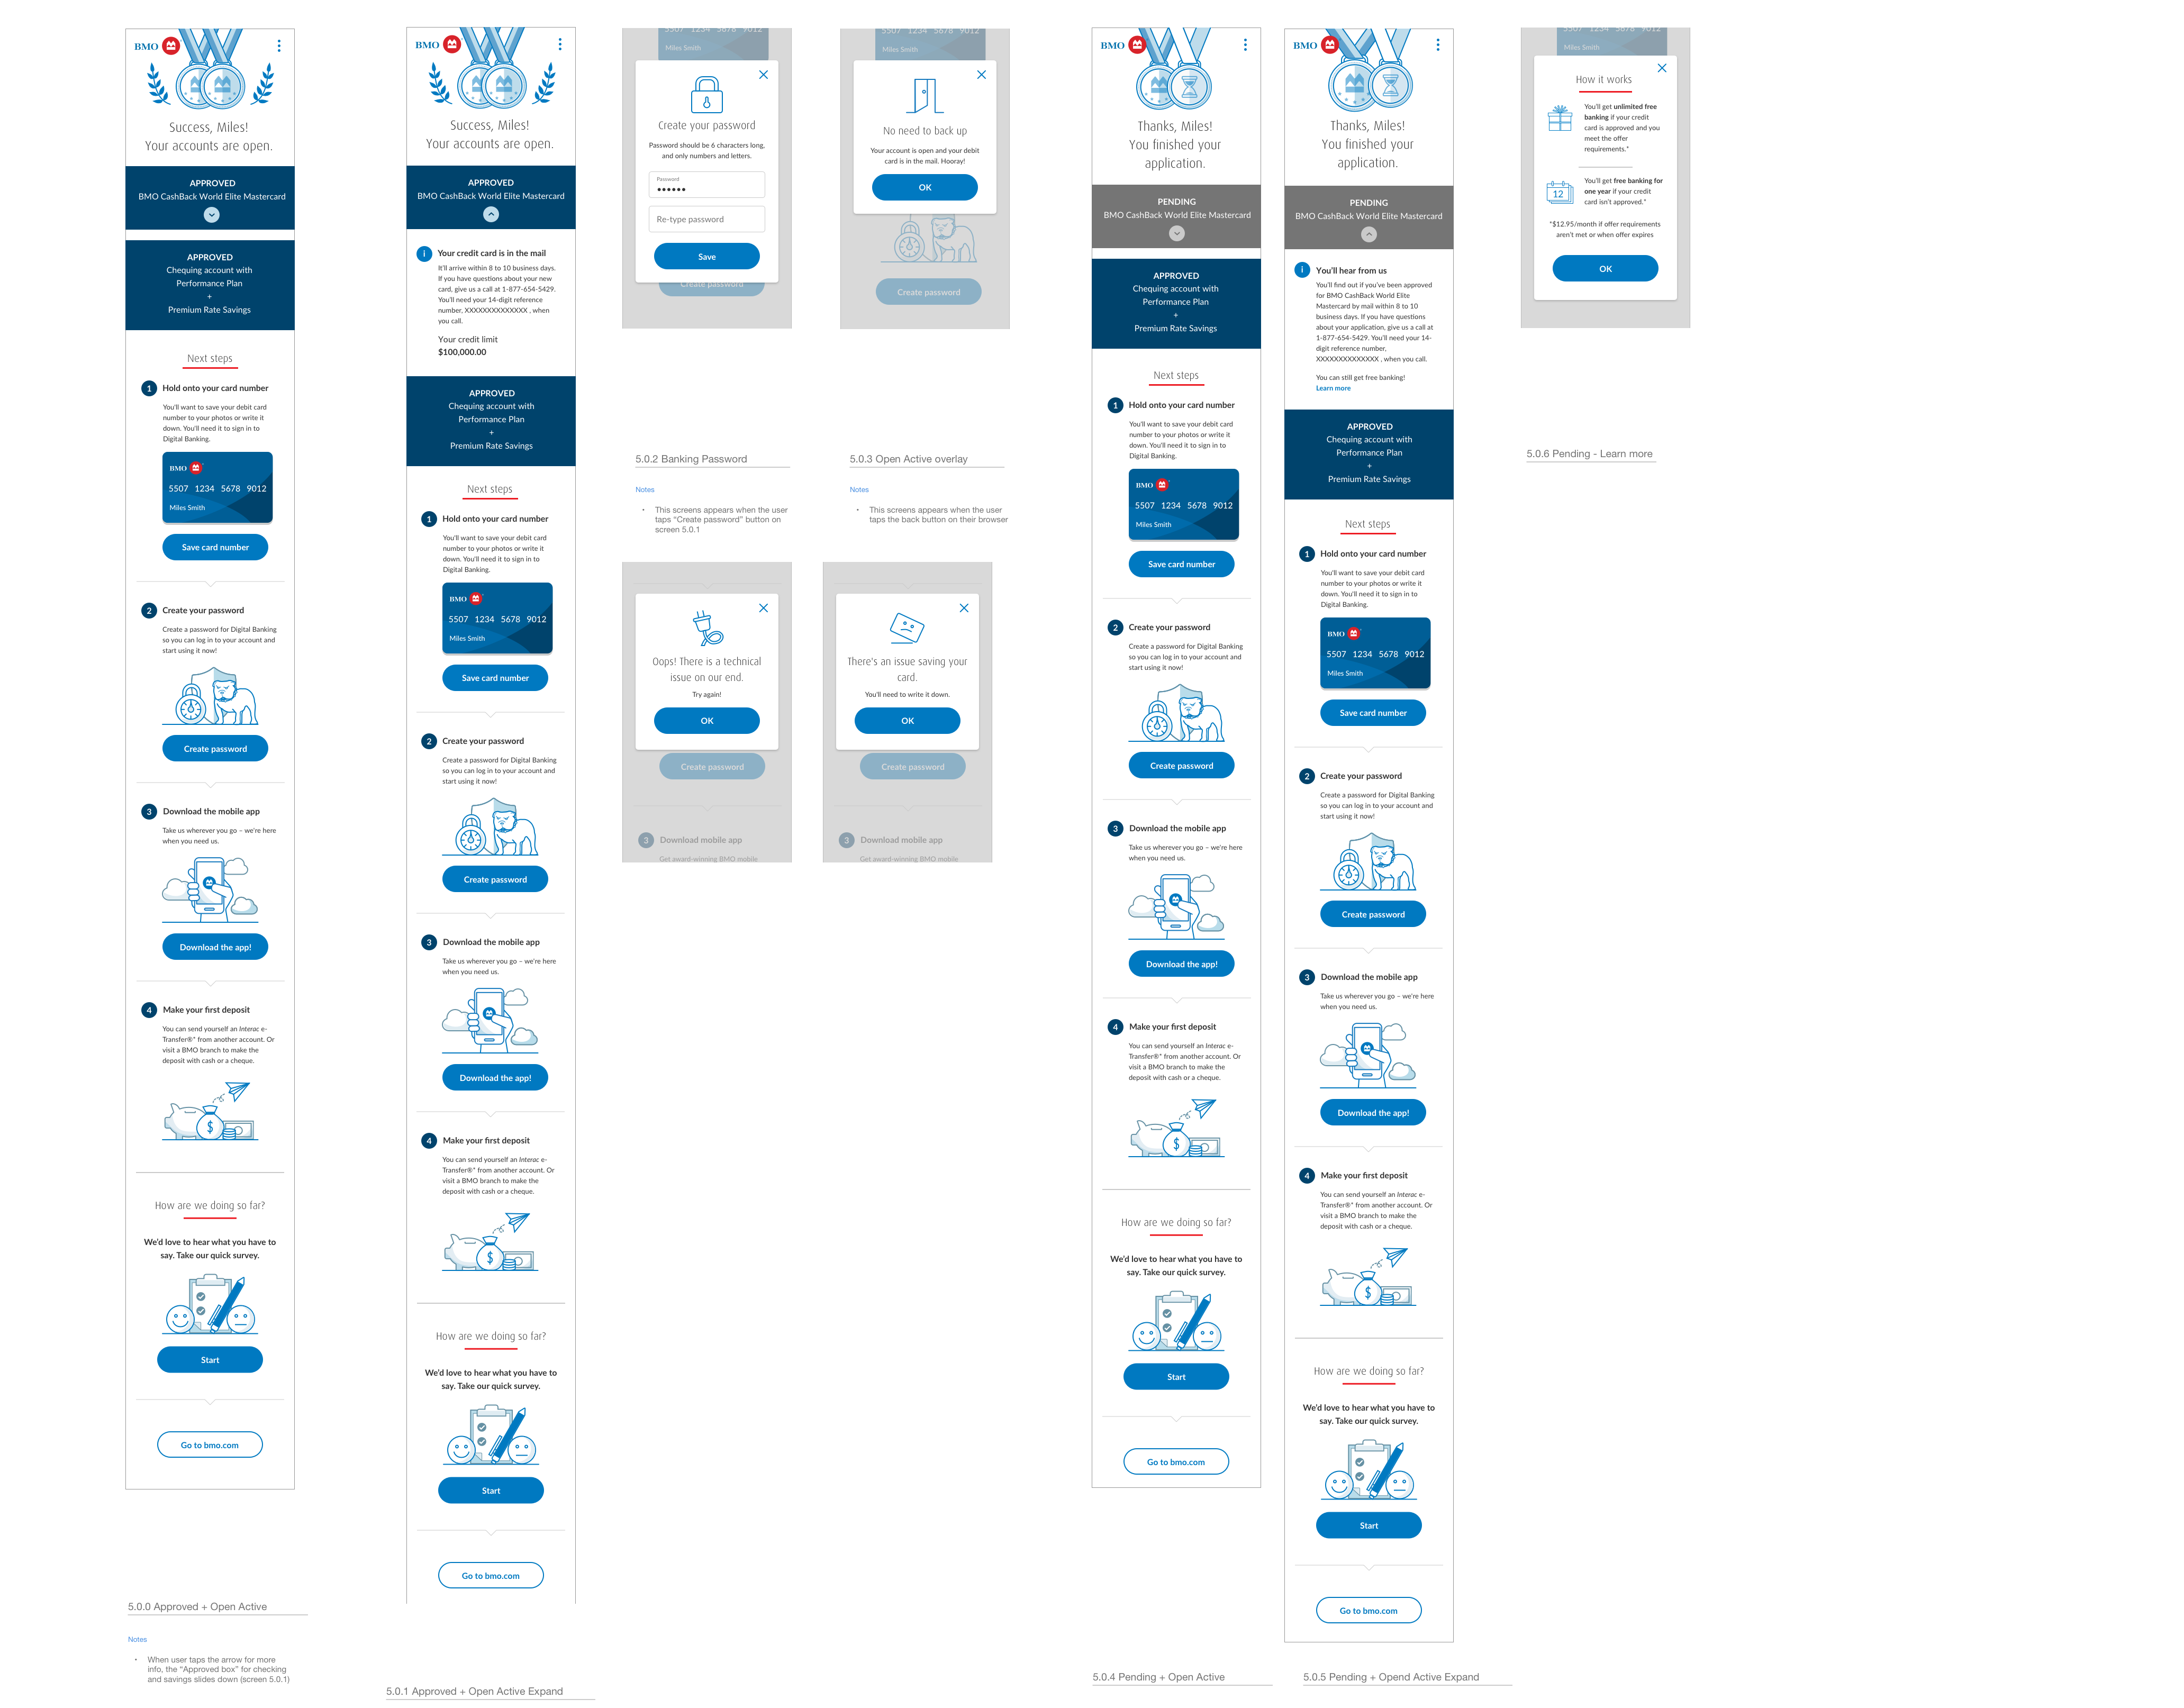 BMO
Success, Miles!
Your accounts are open.
APPROVED
BMO CashBack World Elite Mastercard
APPROVED
Chequing account with
Performance Plan
+
Premium Rate Savings
Next steps
1 Hold onto your card number
You'll want to save your debit card
number to your photos or write it
down. You'll need it to sign in to
Digital Banking.
BMO
5507 1234 5678 9012
Miles Smith
Save card number
2 Create your password
Create a password for Digital Banking
so you can log in to your account and
start using it now!
Create password
3 Download the mobile app
Take us wherever you go – we're here
when you need us.
Download the app!
4 Make your first deposit
You can send yourself an Interac e-
Transfer®* from another account. Or
visit a BMO branch to make the
deposit with cash or a cheque.
$
How are we doing so far?
We'd love to hear what you have to
say. Take our quick survey.
Start
Go to bmo.com
5.0.0 Approved + Open Active
Notes
• When user taps the arrow for more
info, the “Approved box” for checking
and savings slides down (screen 5.0.1)
BMO
Success, Miles!
Your accounts are open.
APPROVED
BMO CashBack World Elite Mastercard
i Your credit card is in the mail
It'll arrive within 8 to 10 business days.
If you have questions about your new
card, give us a call at 1-877-654-5429.
You'll need your 14-digit reference
number, XXXXXXXXXXXXXX , when
you call.
Your credit limit
$100,000.00
APPROVED
Chequing account with
Performance Plan
+
Premium Rate Savings
Next steps
1 Hold onto your card number
You'll want to save your debit card
number to your photos or write it
down. You'll need it to sign in to
Digital Banking.
BMO
5507 1234 5678 9012
Miles Smith
Save card number
2 Create your password
Create a password for Digital Banking
so you can log in to your account and
start using it now!
Create password
3 Download the mobile app
Take us wherever you go – we're here
when you need us.
Download the app!
4 Make your first deposit
You can send yourself an Interac e-
Transfer®* from another account. Or
visit a BMO branch to make the
deposit with cash or a cheque.
$
How are we doing so far?
We'd love to hear what you have to
say. Take our quick survey.
Start
Go to bmo.com
5.0.1 Approved + Open Active Expand
5507 1234 5678 9012
Miles Smith
Create your password
Password should be 6 characters long,
and only numbers and letters.
Password
••••••
Re-type password
Save
Create password
5.0.2 Banking Password
Notes
• This screens appears when the user
taps “Create password” button on
screen 5.0.1
5507 1234 5678 9012
Miles Smith
No need to back up
Your account is open and your debit
card is in the mail. Hooray!
OK
Create password
5.0.3 Open Active overlay
Notes
• This screens appears when the user
taps the back button on their browser
Oops! There is a technical
issue on our end.
Try again!
OK
Create password
3 Download mobile app
Get award-winning BMO mobile
There's an issue saving your
card.
You'll need to write it down.
OK
Create password
3 Download mobile app
Get award-winning BMO mobile
BMO
Thanks, Miles!
You finished your
application.
PENDING
BMO CashBack World Elite Mastercard
APPROVED
Chequing account with
Performance Plan
+
Premium Rate Savings
Next steps
1 Hold onto your card number
You'll want to save your debit card
number to your photos or write it
down. You'll need it to sign in to
Digital Banking.
BMO
5507 1234 5678 9012
Miles Smith
Save card number
2 Create your password
Create a password for Digital Banking
so you can log in to your account and
start using it now!
Create password
3 Download the mobile app
Take us wherever you go – we're here
when you need us.
Download the app!
4 Make your first deposit
You can send yourself an Interac e-
Transfer®* from another account. Or
visit a BMO branch to make the
deposit with cash or a cheque.
$
How are we doing so far?
We'd love to hear what you have to
say. Take our quick survey.
Start
Go to bmo.com
5.0.4 Pending + Open Active
BMO
Thanks, Miles!
You finished your
application.
PENDING
BMO CashBack World Elite Mastercard
i You'll hear from us
You'll find out if you've been approved
for BMO CashBack World Elite
Mastercard by mail within 8 to 10
business days. If you have questions
about your application, give us a call at
1-877-654-5429. You'll need your 14-
digit reference number,
XXXXXXXXXXXXXX , when you call.
You can still get free banking!
Learn more
APPROVED
Chequing account with
Performance Plan
+
Premium Rate Savings
Next steps
1 Hold onto your card number
You'll want to save your debit card
number to your photos or write it
down. You'll need it to sign in to
Digital Banking.
BMO
5507 1234 5678 9012
Miles Smith
Save card number
2 Create your password
Create a password for Digital Banking
so you can log in to your account and
start using it now!
Create password
3 Download the mobile app
Take us wherever you go – we're here
when you need us.
Download the app!
4 Make your first deposit
You can send yourself an Interac e-
Transfer®* from another account. Or
visit a BMO branch to make the
deposit with cash or a cheque.
$
How are we doing so far?
We'd love to hear what you have to
say. Take our quick survey.
Start
Go to bmo.com
5.0.5 Pending + Opend Active Expand
5507 1234 5678 9012
Miles Smith
How it works
You'll get unlimited free
banking if your credit
card is approved and you
meet the offer
requirements.*
12
You'll get free banking for
one year if your credit
card isn't approved.*
*$12.95/month if offer requirements
aren't met or when offer expires
OK
5.0.6 Pending - Learn more